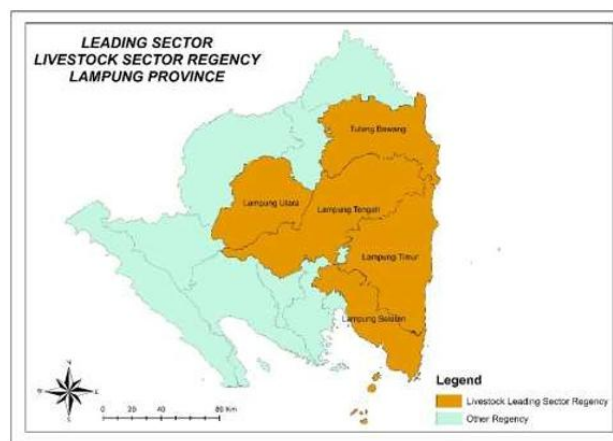 LEADING SECTOR
LIVESTOCK SECTOR REGENCY
LAMPUNG PROVINCE
Tulang Bawang
Lampung Utara
Lampung Tengah
Lampung Timur
Lampung Selatan
N
W
E
S
0 20 40 60 80 Km
Legend
Livestock Leading Sector Regency
Other Regency